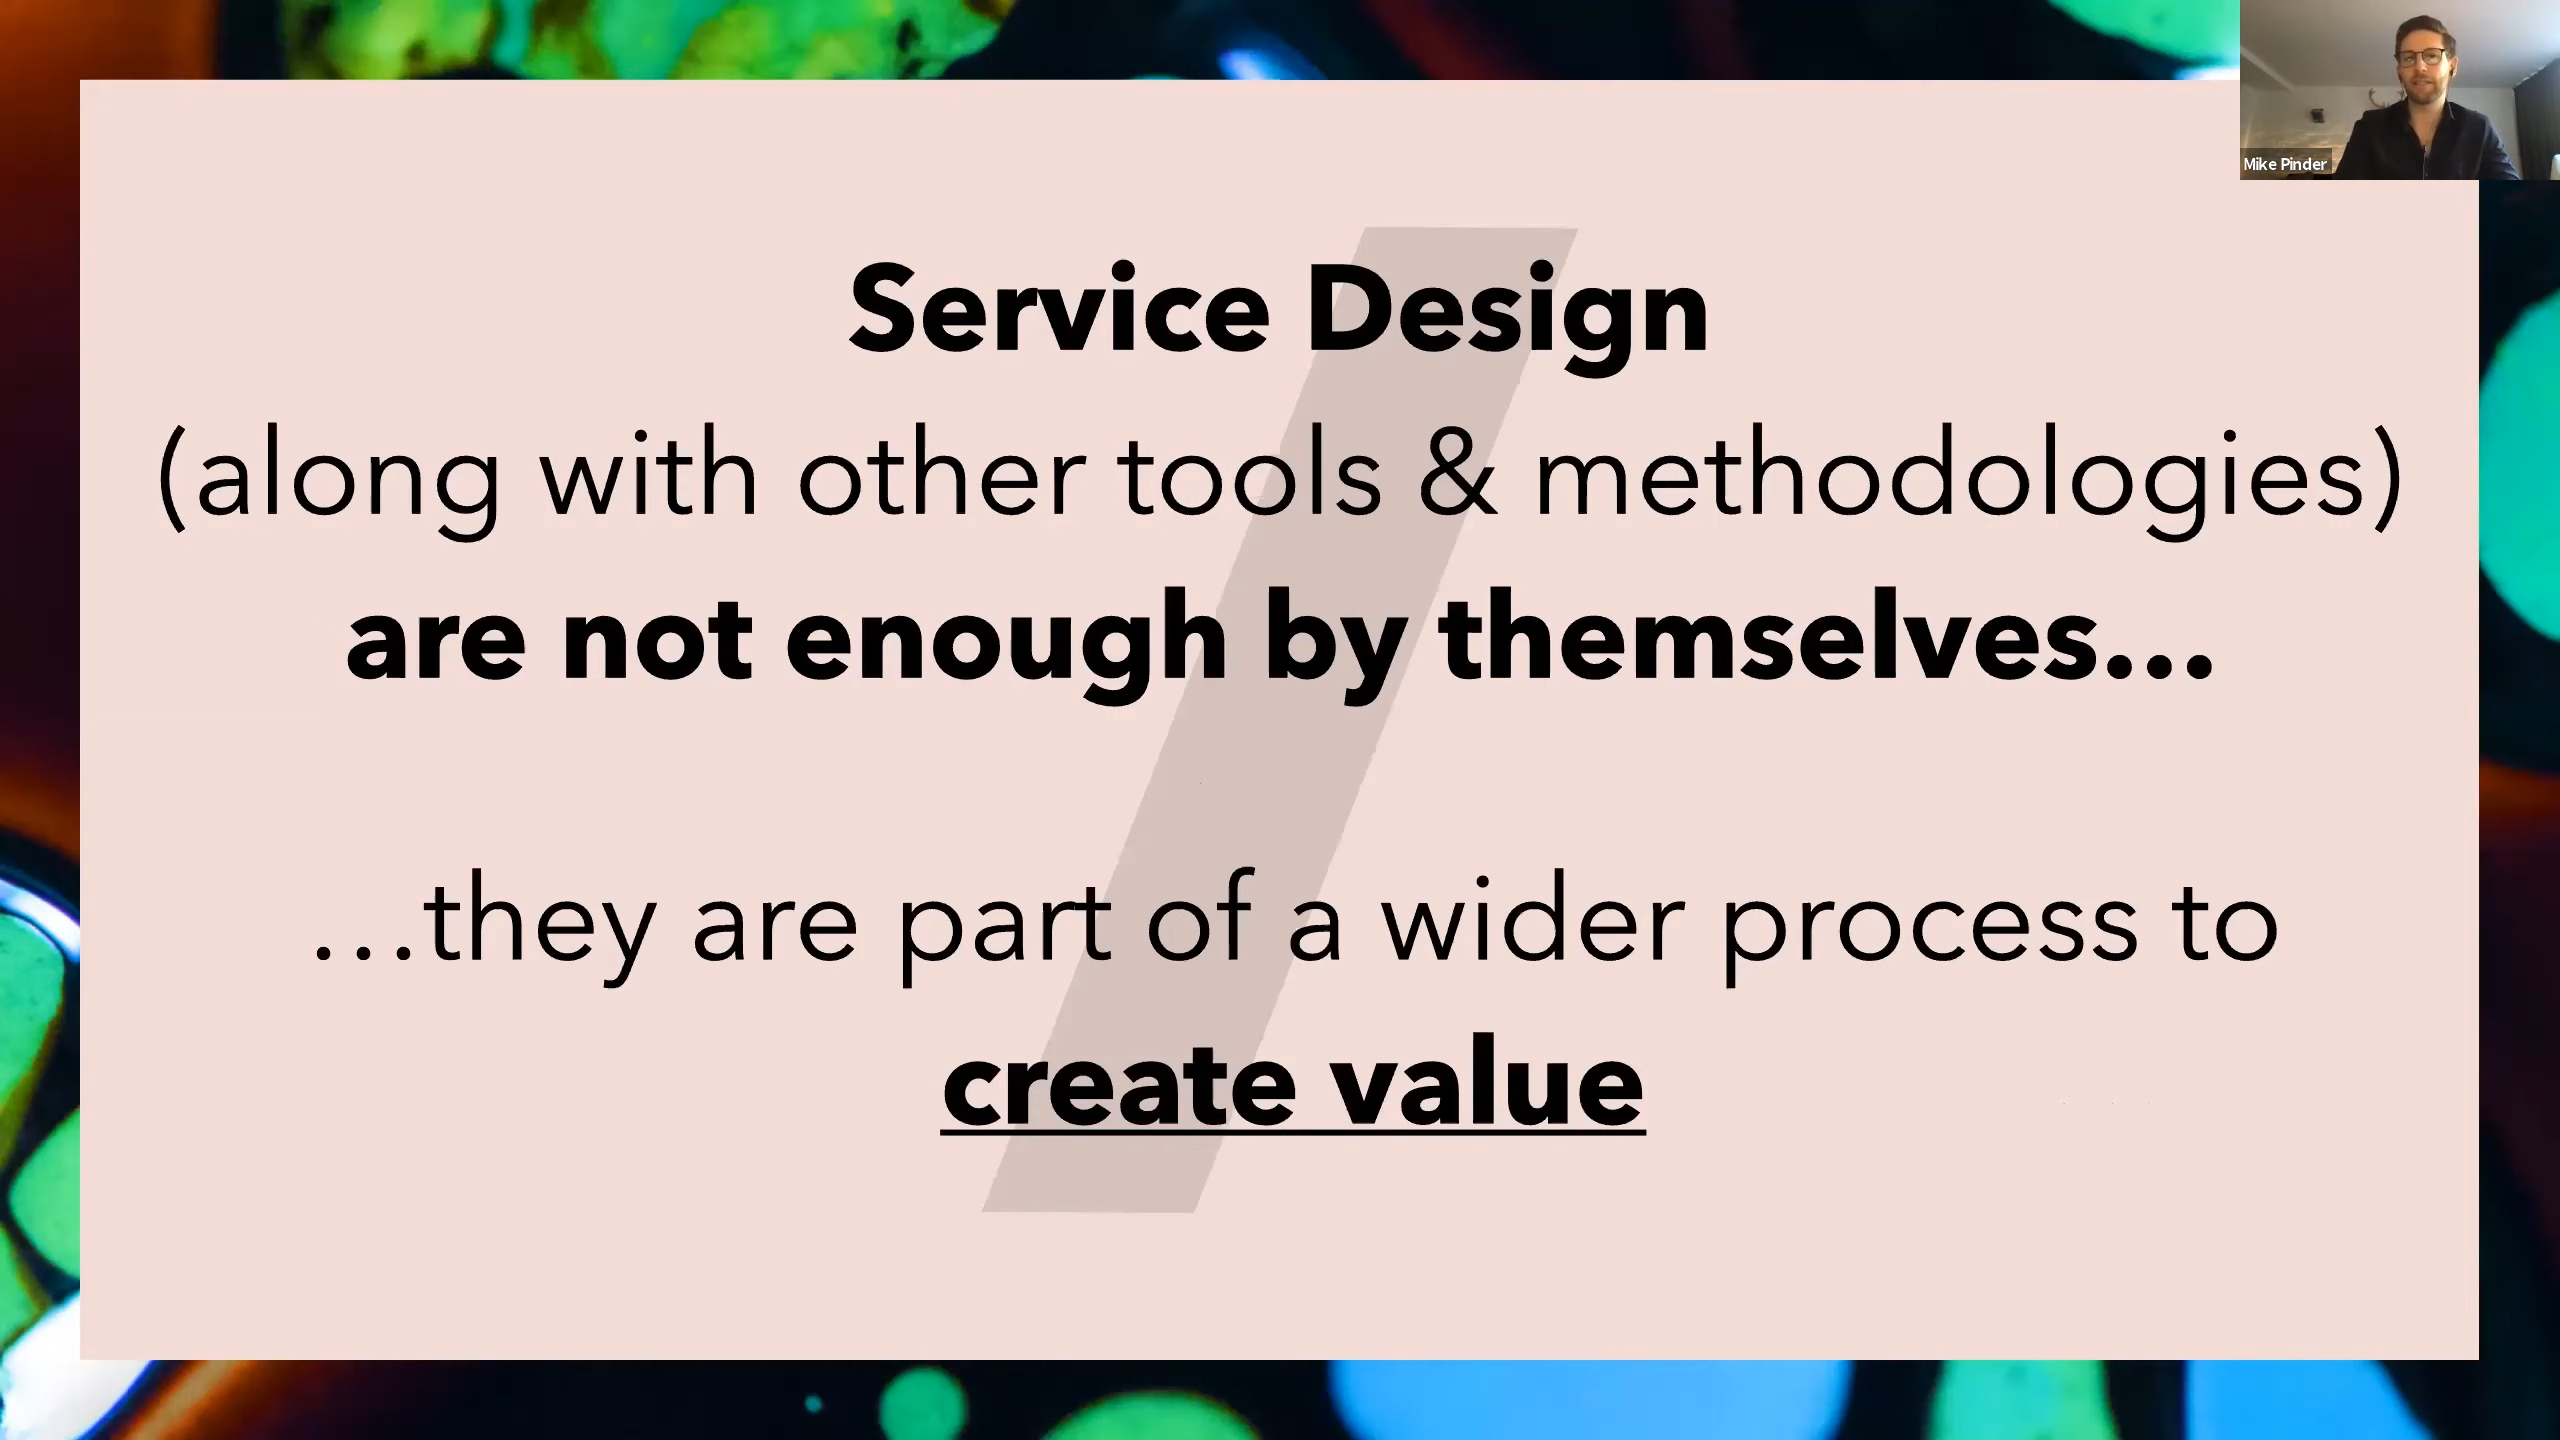 Mike Pinder
Service Design
(along with other tools & methodologies)
are not enough by themselves...
...they are part of a wider process to
create value